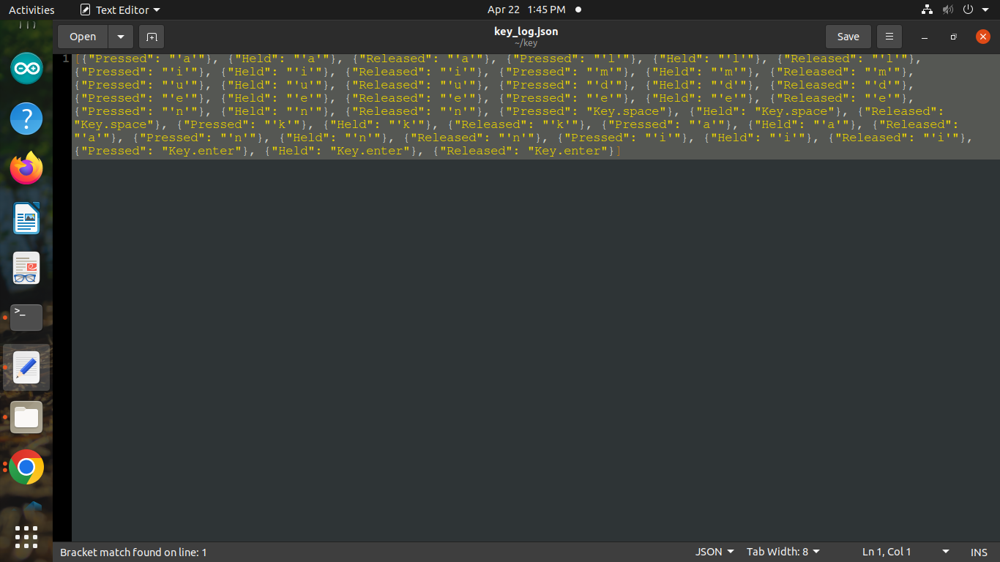 Activities Text Editor Apr 22 1:45 PM
Open key_log.json Save
~/key
1 [{"Pressed": "'a'"}, {"Held": "'a'"}, {"Released": "'a'"}, {"Pressed": "'l'"}, {"Held": "'l'"}, {"Released": "'l'"},
{"Pressed": "'i'"}, {"Held": "'i'"}, {"Released": "'i'"}, {"Pressed": "'m'"}, {"Held": "'m'"}, {"Released": "'m'"},
{"Pressed": "'u'"}, {"Held": "'u'"}, {"Released": "'u'"}, {"Pressed": "'d'"}, {"Held": "'d'"}, {"Released": "'d'"},
{"Pressed": "'e'"}, {"Held": "'e'"}, {"Released": "'e'"}, {"Pressed": "'e'"}, {"Held": "'e'"}, {"Released": "'e'"},
{"Pressed": "'n'"}, {"Held": "'n'"}, {"Released": "'n'"}, {"Pressed": "Key.space"}, {"Held": "Key.space"}, {"Released":
"Key.space"}, {"Pressed": "'k'"}, {"Held": "'k'"}, {"Released": "'k'"}, {"Pressed": "'a'"}, {"Held": "'a'"}, {"Released":
"'a'"}, {"Pressed": "'n'"}, {"Held": "'n'"}, {"Released": "'n'"}, {"Pressed": "'i'"}, {"Held": "'i'"}, {"Released": "'i'"},
{"Pressed": "Key.enter"}, {"Held": "Key.enter"}, {"Released": "Key.enter"}]
Bracket match found on line: 1 JSON Tab Width: 8 Ln 1, Col 1 INS